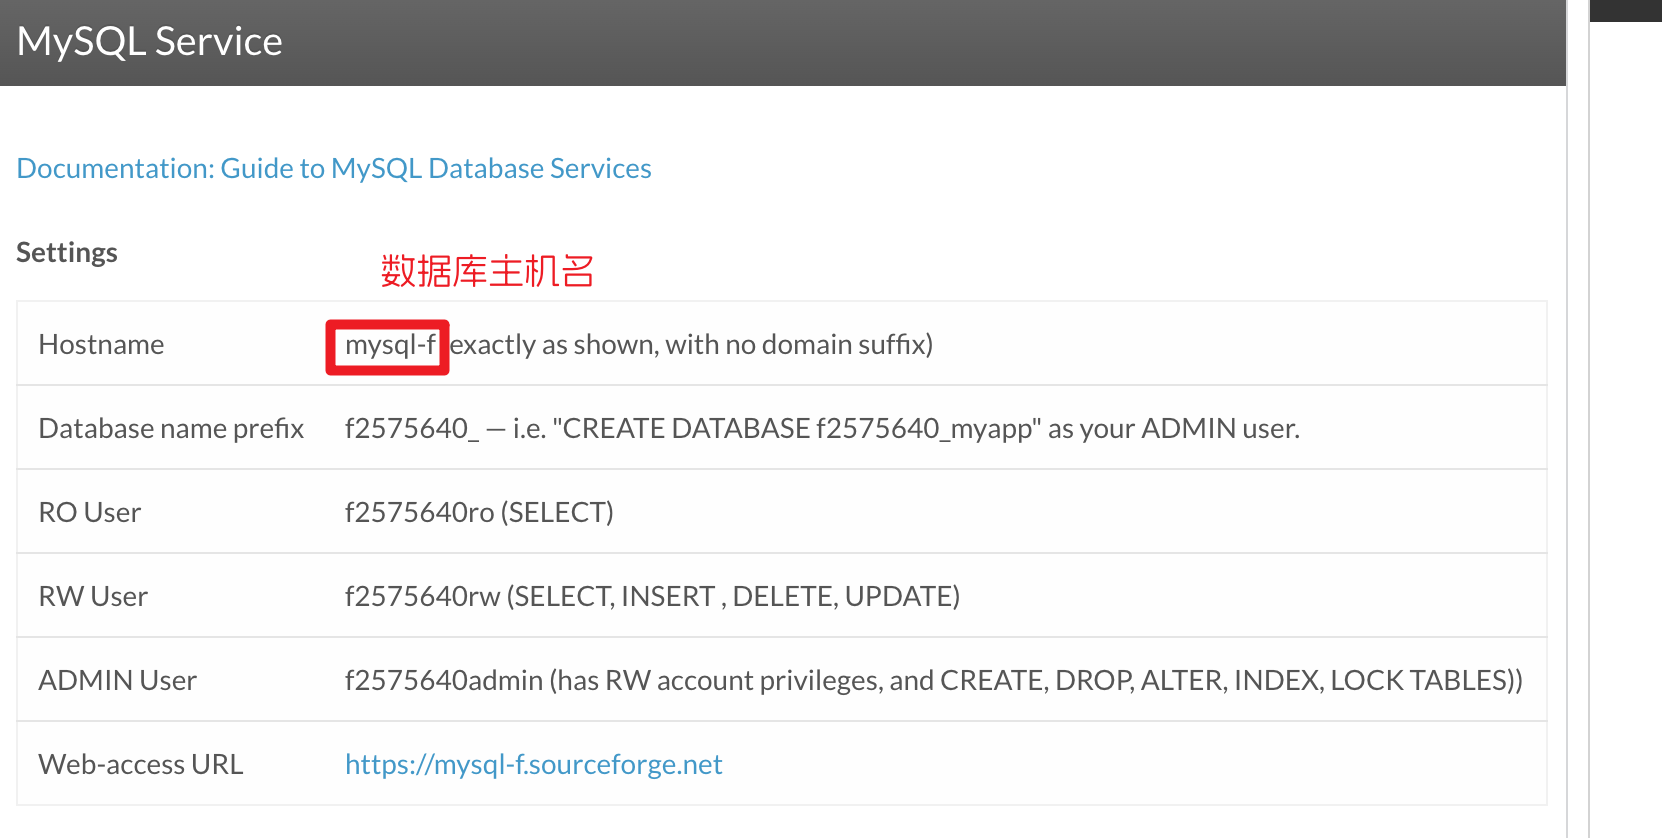 MySQL Service
Documentation: Guide to MySQL Database Services
Settings
数据库主机名
Hostname mysql-f exactly as shown, with no domain suffix)
Database name prefix f2575640_ — i.e. "CREATE DATABASE f2575640_myapp" as your ADMIN user.
RO User f2575640ro (SELECT)
RW User f2575640rw (SELECT, INSERT , DELETE, UPDATE)
ADMIN User f2575640admin (has RW account privileges, and CREATE, DROP, ALTER, INDEX, LOCK TABLES))
Web-access URL https://mysql-f.sourceforge.net